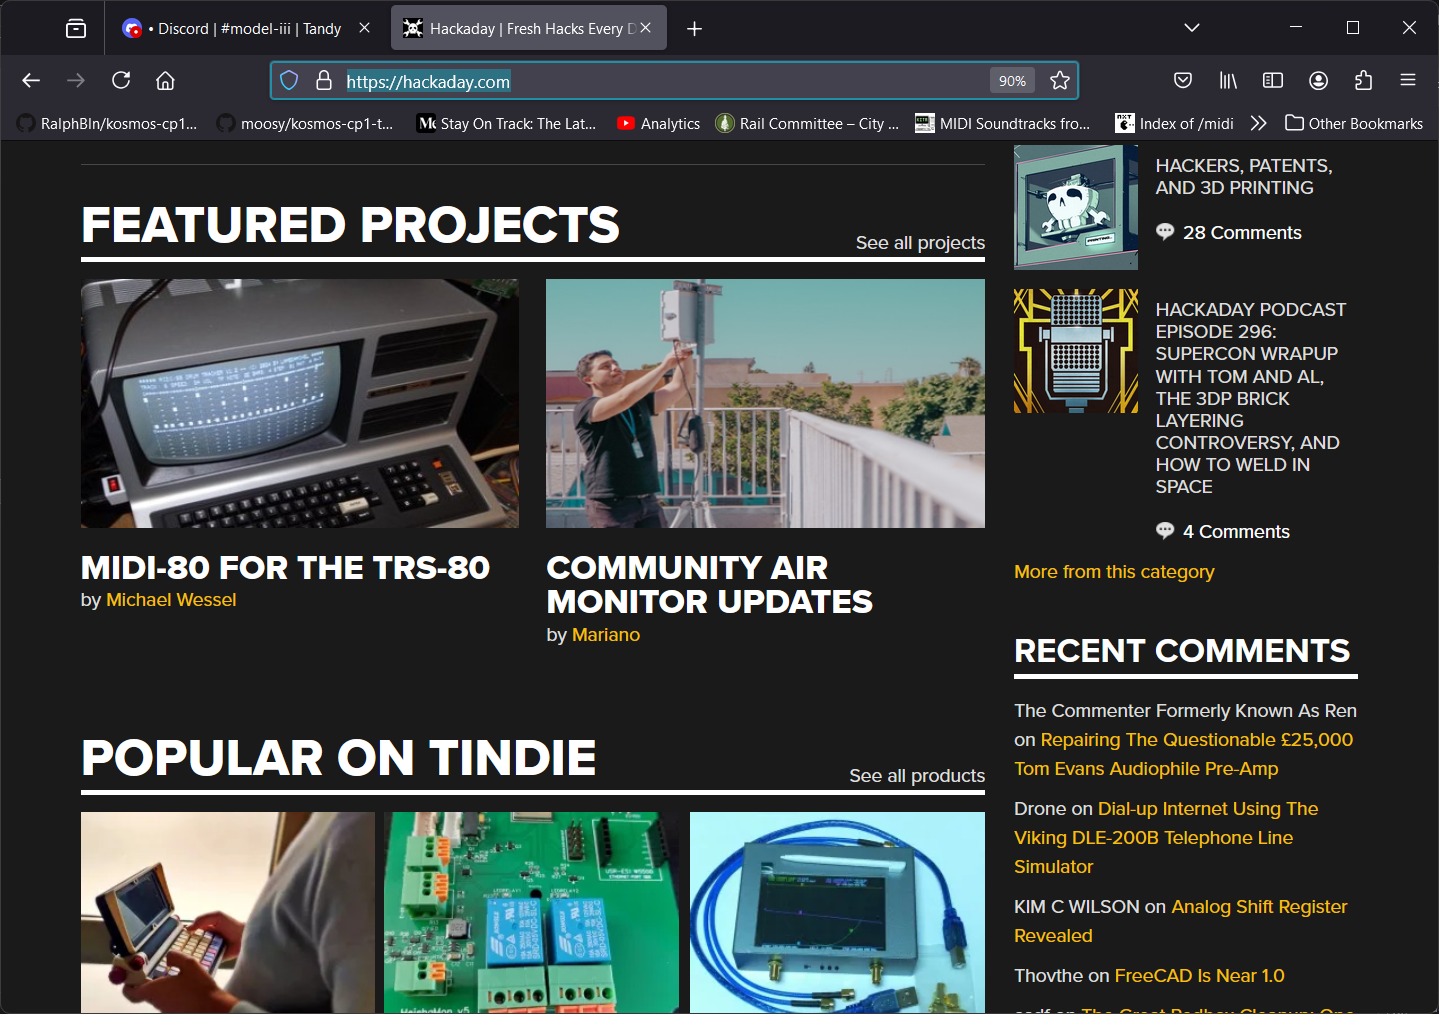 • Discord | #model-iii | Tandy
Hackaday | Fresh Hacks Every D
https://hackaday.com
90%
RalphBln/kosmos-cp1...
moosy/kosmos-cp1-t...
Stay On Track: The Lat...
Analytics
Rail Committee – City ...
MIDI Soundtracks fro...
Index of /midi
Other Bookmarks
FEATURED PROJECTS
See all projects
MIDI-80 FOR THE TRS-80
by Michael Wessel
COMMUNITY AIR
MONITOR UPDATES
by Mariano
POPULAR ON TINDIE
See all products
USR-ES1 W5500
HACKERS, PATENTS,
AND 3D PRINTING
28 Comments
HACKADAY PODCAST
EPISODE 296:
SUPERCON WRAPUP
WITH TOM AND AL,
THE 3DP BRICK
LAYERING
CONTROVERSY, AND
HOW TO WELD IN
SPACE
4 Comments
More from this category
RECENT COMMENTS
The Commenter Formerly Known As Ren
on Repairing The Questionable £25,000
Tom Evans Audiophile Pre-Amp
Drone on Dial-up Internet Using The
Viking DLE-200B Telephone Line
Simulator
KIM C WILSON on Analog Shift Register
Revealed
Thovthe on FreeCAD Is Near 1.0